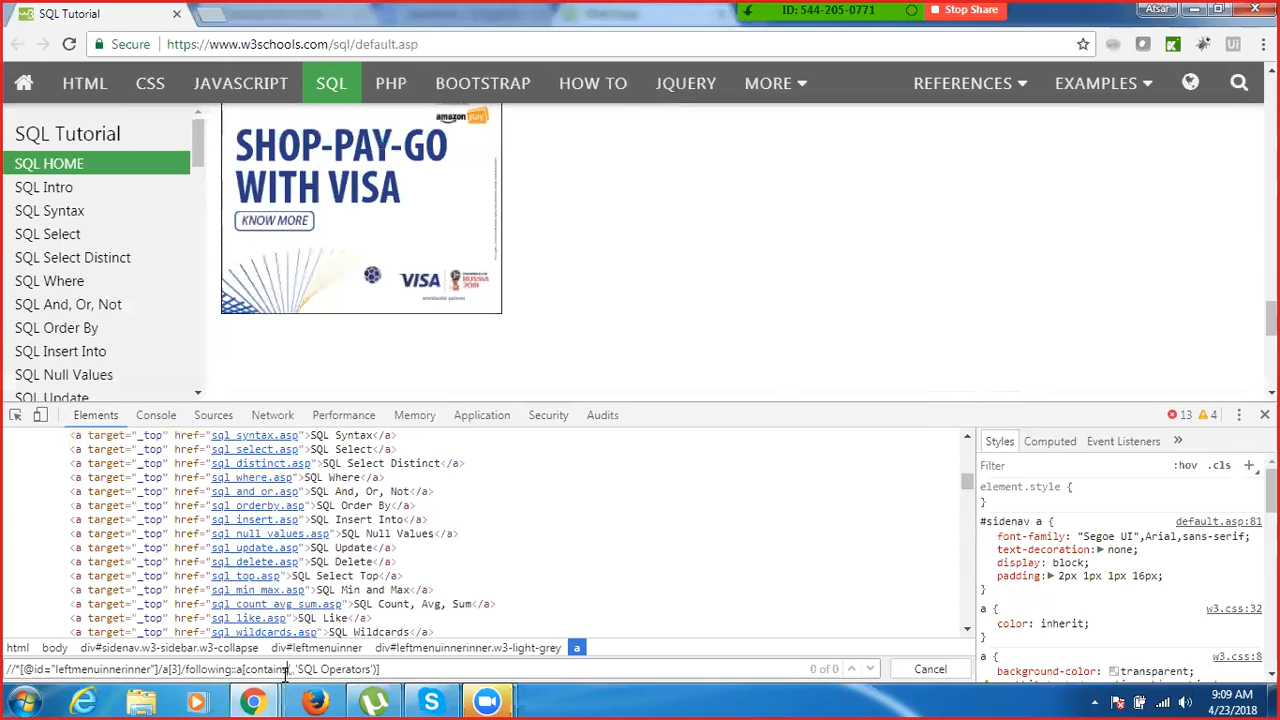 SQL Tutorial
ID: 544-205-0771
Stop Share
Afsar
Secure
https://www.w3schools.com/sql/default.asp
HTML CSS JAVASCRIPT SQL PHP BOOTSTRAP HOW TO JQUERY MORE REFERENCES EXAMPLES
SQL Tutorial
SQL HOME
SQL Intro
SQL Syntax
SQL Select
SQL Select Distinct
SQL Where
SQL And, Or, Not
SQL Order By
SQL Insert Into
SQL Null Values
SQL Update
amazon pay
SHOP-PAY-GO
WITH VISA
KNOW MORE
VISA
RUSSIA
2018
Elements Console Sources Network Performance Memory Application Security Audits
13 4
<a target="_top" href="sql_syntax.asp">SQL Syntax</a>
<a target="_top" href="sql_select.asp">SQL Select</a>
<a target="_top" href="sql_distinct.asp">SQL Select Distinct</a>
<a target="_top" href="sql_where.asp">SQL Where</a>
<a target="_top" href="sql_and_or.asp">SQL And, Or, Not</a>
<a target="_top" href="sql_orderby.asp">SQL Order By</a>
<a target="_top" href="sql_insert.asp">SQL Insert Into</a>
<a target="_top" href="sql_null_values.asp">SQL Null Values</a>
<a target="_top" href="sql_update.asp">SQL Update</a>
<a target="_top" href="sql_delete.asp">SQL Delete</a>
<a target="_top" href="sql_top.asp">SQL Select Top</a>
<a target="_top" href="sql_min_max.asp">SQL Min and Max</a>
<a target="_top" href="sql_count_avg_sum.asp">SQL Count, Avg, Sum</a>
<a target="_top" href="sql_like.asp">SQL Like</a>
<a target="_top" href="sql_wildcards.asp">SQL Wildcards</a>
html body div#sidenav.w3-sidebar.w3-collapse div#leftmenuinner div#leftmenuinnerinner.w3-light-grey a
//*[@id="leftmenuinnerinner"]/a[3]/following::a[contains,,'SQL Operators')]
0 of 0
Cancel
Styles Computed Event Listeners
Filter
:hov .cls
element.style {
}
#sidenav a { default.asp:81
font-family: "Segoe UI",Arial,sans-serif;
text-decoration: none;
display: block;
padding: 2px 1px 1px 16px;
}
a { w3.css:32
color: inherit;
}
a { w3.css:8
background-color: transparent;
9:09 AM
4/23/2018